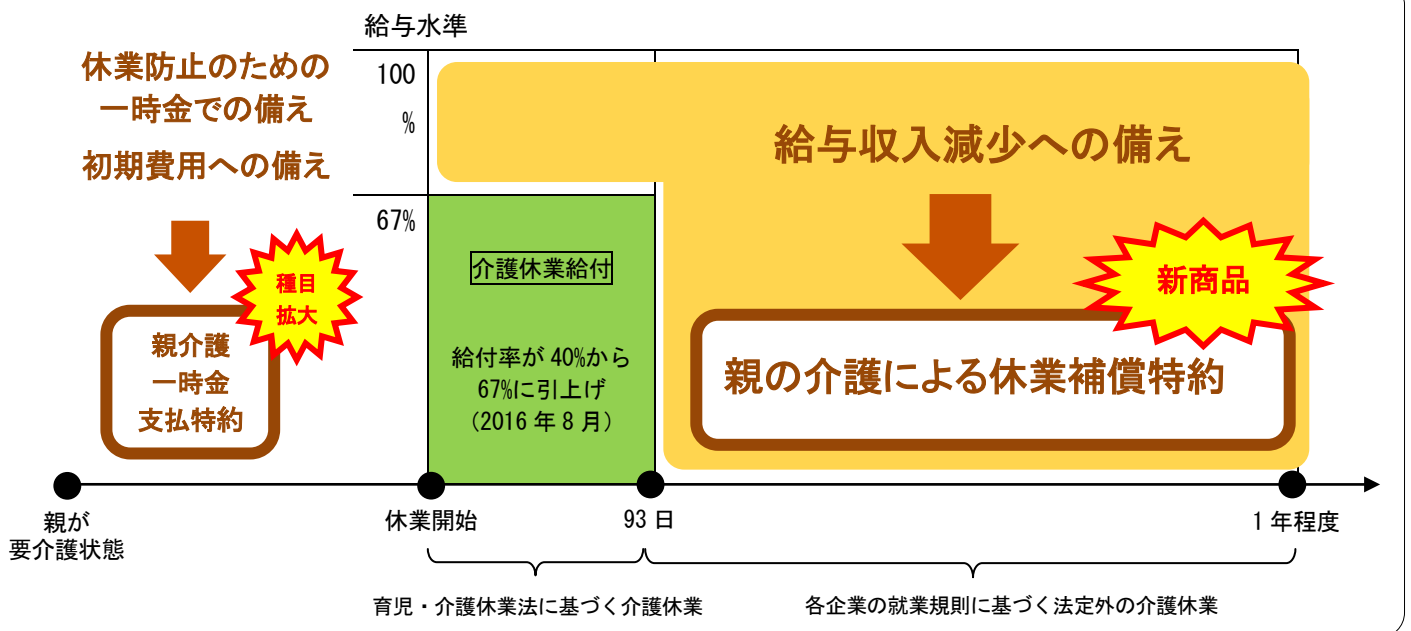 給与水準
休業防止のための
一時金での備え
初期費用への備え
種目
拡大
親介護
一時金
支払特約
100
%
67%
介護休業給付
給付率が 40%から
67%に引上げ
(2016 年 8 月)
給与収入減少への備え
新商品
親の介護による休業補償特約
親が
要介護状態
休業開始
93 日
1 年程度
育児・介護休業法に基づく介護休業
各企業の就業規則に基づく法定外の介護休業